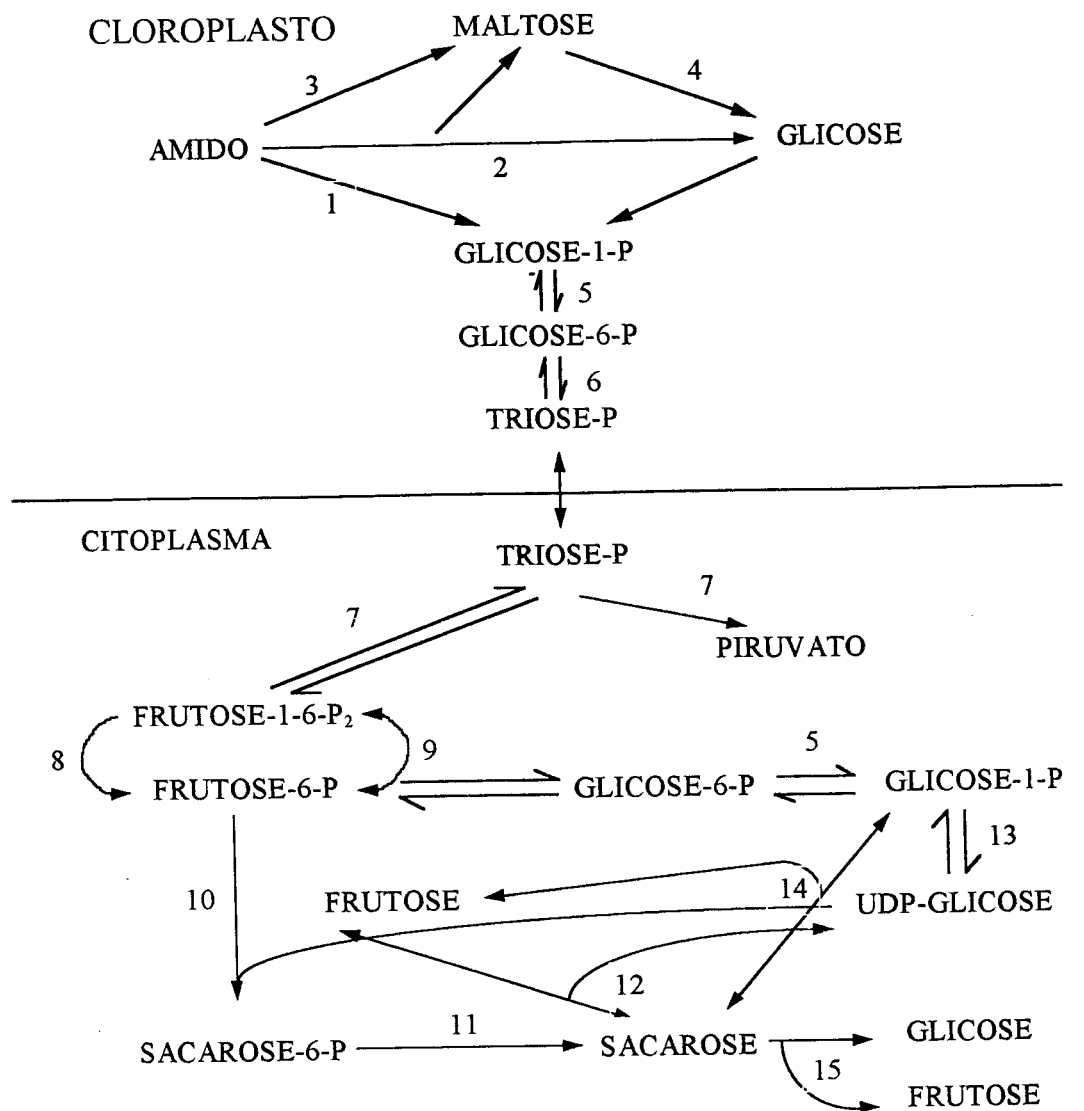 CLOROPLASTO
MALTOSE
3
4
AMIDO
GLICOSE
2
1
GLICOSE-1-P
5
GLICOSE-6-P
6
TRIOSE-P
CITOPLASMA
TRIOSE-P
7
7
PIRUVATO
FRUTOSE-1-6-P₂
8
9
5
FRUTOSE-6-P
GLICOSE-6-P
GLICOSE-1-P
13
10
FRUTOSE
14
UDP-GLICOSE
12
11
SACAROSE-6-P
SACAROSE
GLICOSE
15
FRUTOSE